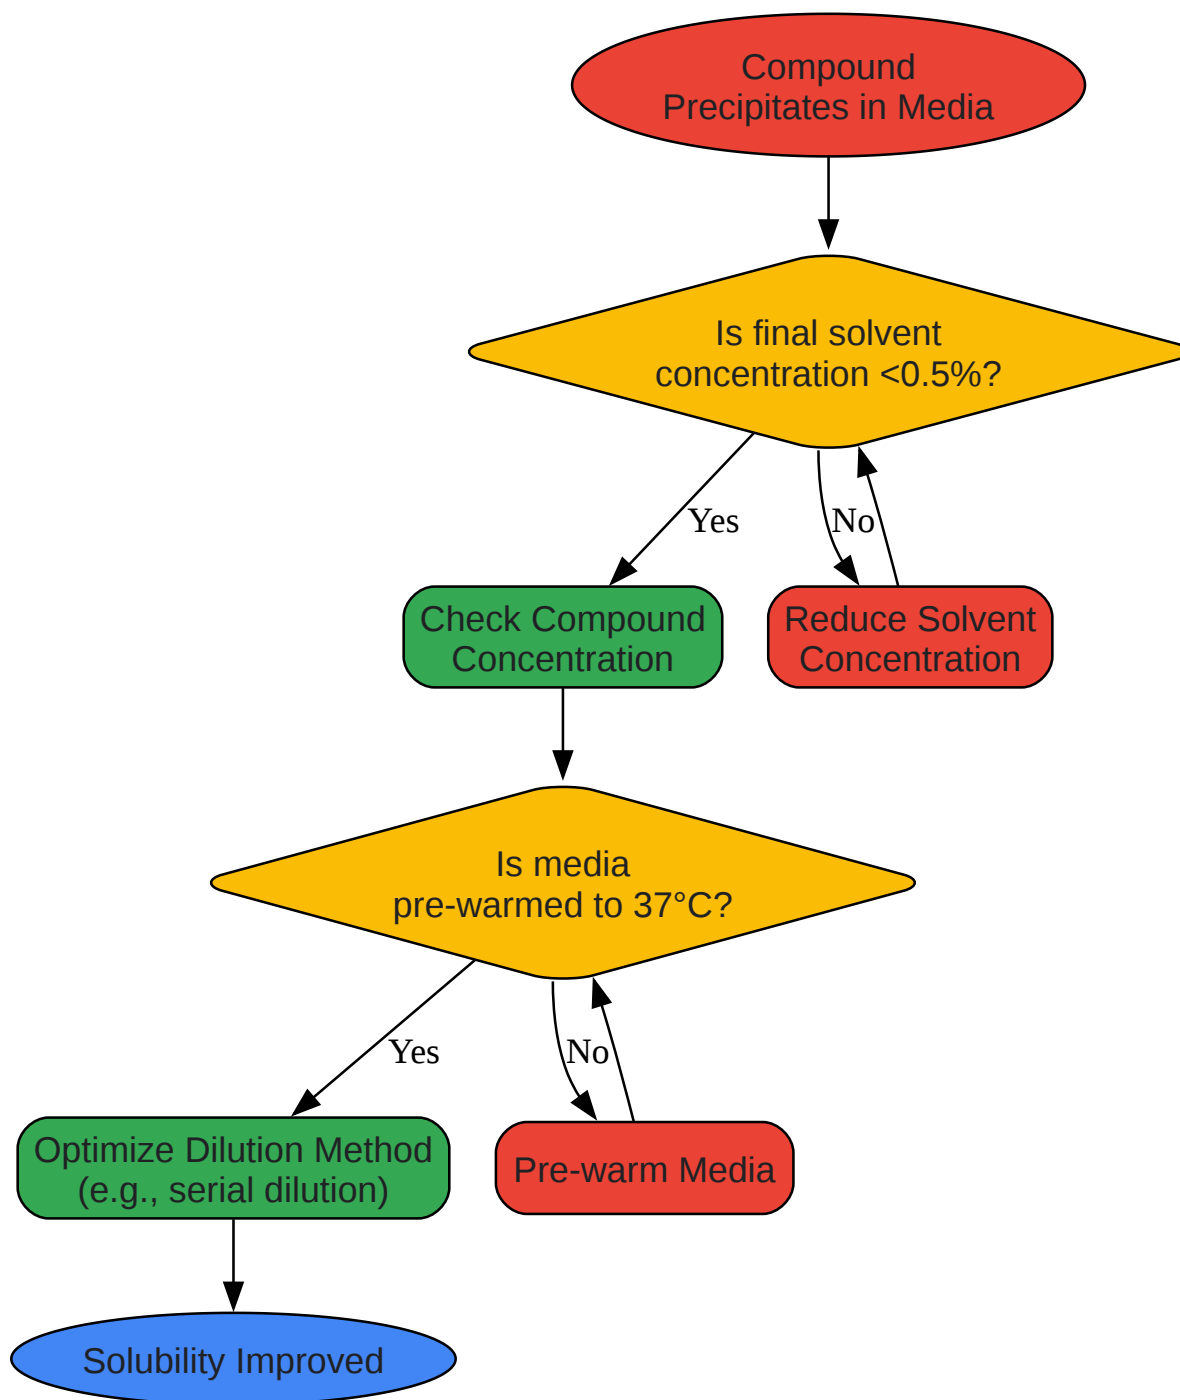 Compound
Precipitates in Media
Is final solvent
concentration <0.5%?
Yes
No
Check Compound
Concentration
Reduce Solvent
Concentration
Is media
pre-warmed to 37°C?
Yes
No
Optimize Dilution Method
(e.g., serial dilution)
Pre-warm Media
Solubility Improved